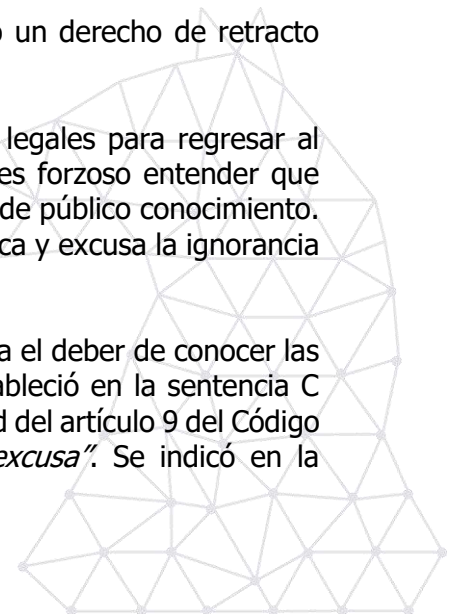 o un derecho de retracto
legales para regresar al
es forzoso entender que
de público conocimiento.
ca y excusa la ignorancia
a el deber de conocer las
ableció en la sentencia C
d del artículo 9 del Código
excusa”. Se indicó en la